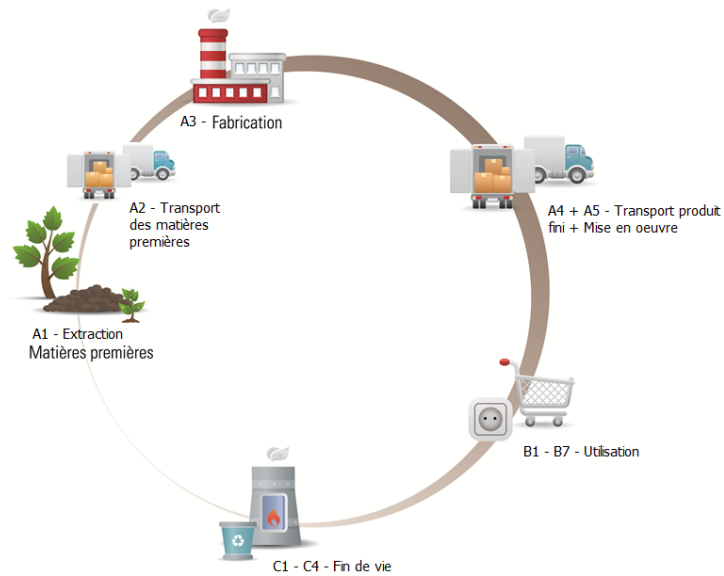 A3 - Fabrication
A2 - Transport
des matières
premières
A4 + A5 - Transport produit
fini + Mise en oeuvre
A1 - Extraction
Matières premières
B1 - B7 - Utilisation
C1 - C4 - Fin de vie